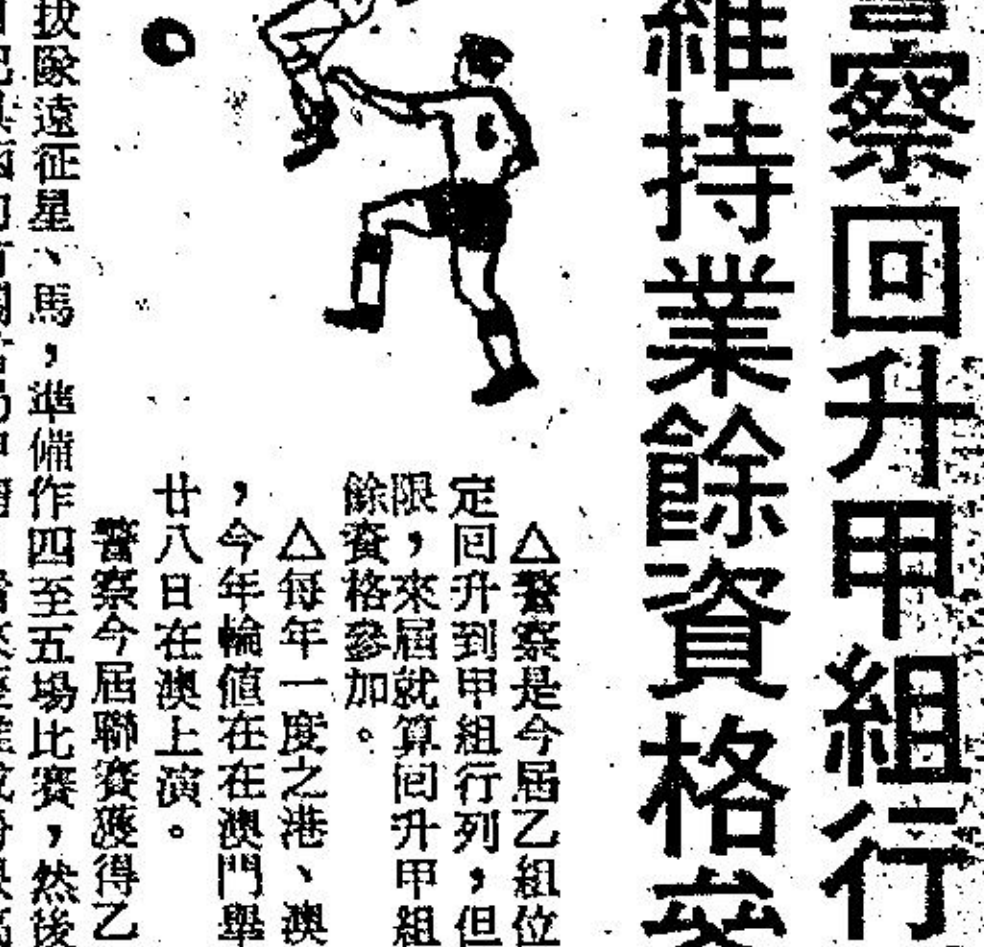 察回升甲組行
維持業餘資格參
△警察是今屆乙組位
定回升到甲組行列，但
限，來屆就算回升甲組
餘資格參加。
△每年一度之港、澳
，今年輪值在在澳門舉
廿八日在澳上演。
警察今屆聯賽獲得乙
拔隊遠征星、馬，準備作四至五場比賽，然後